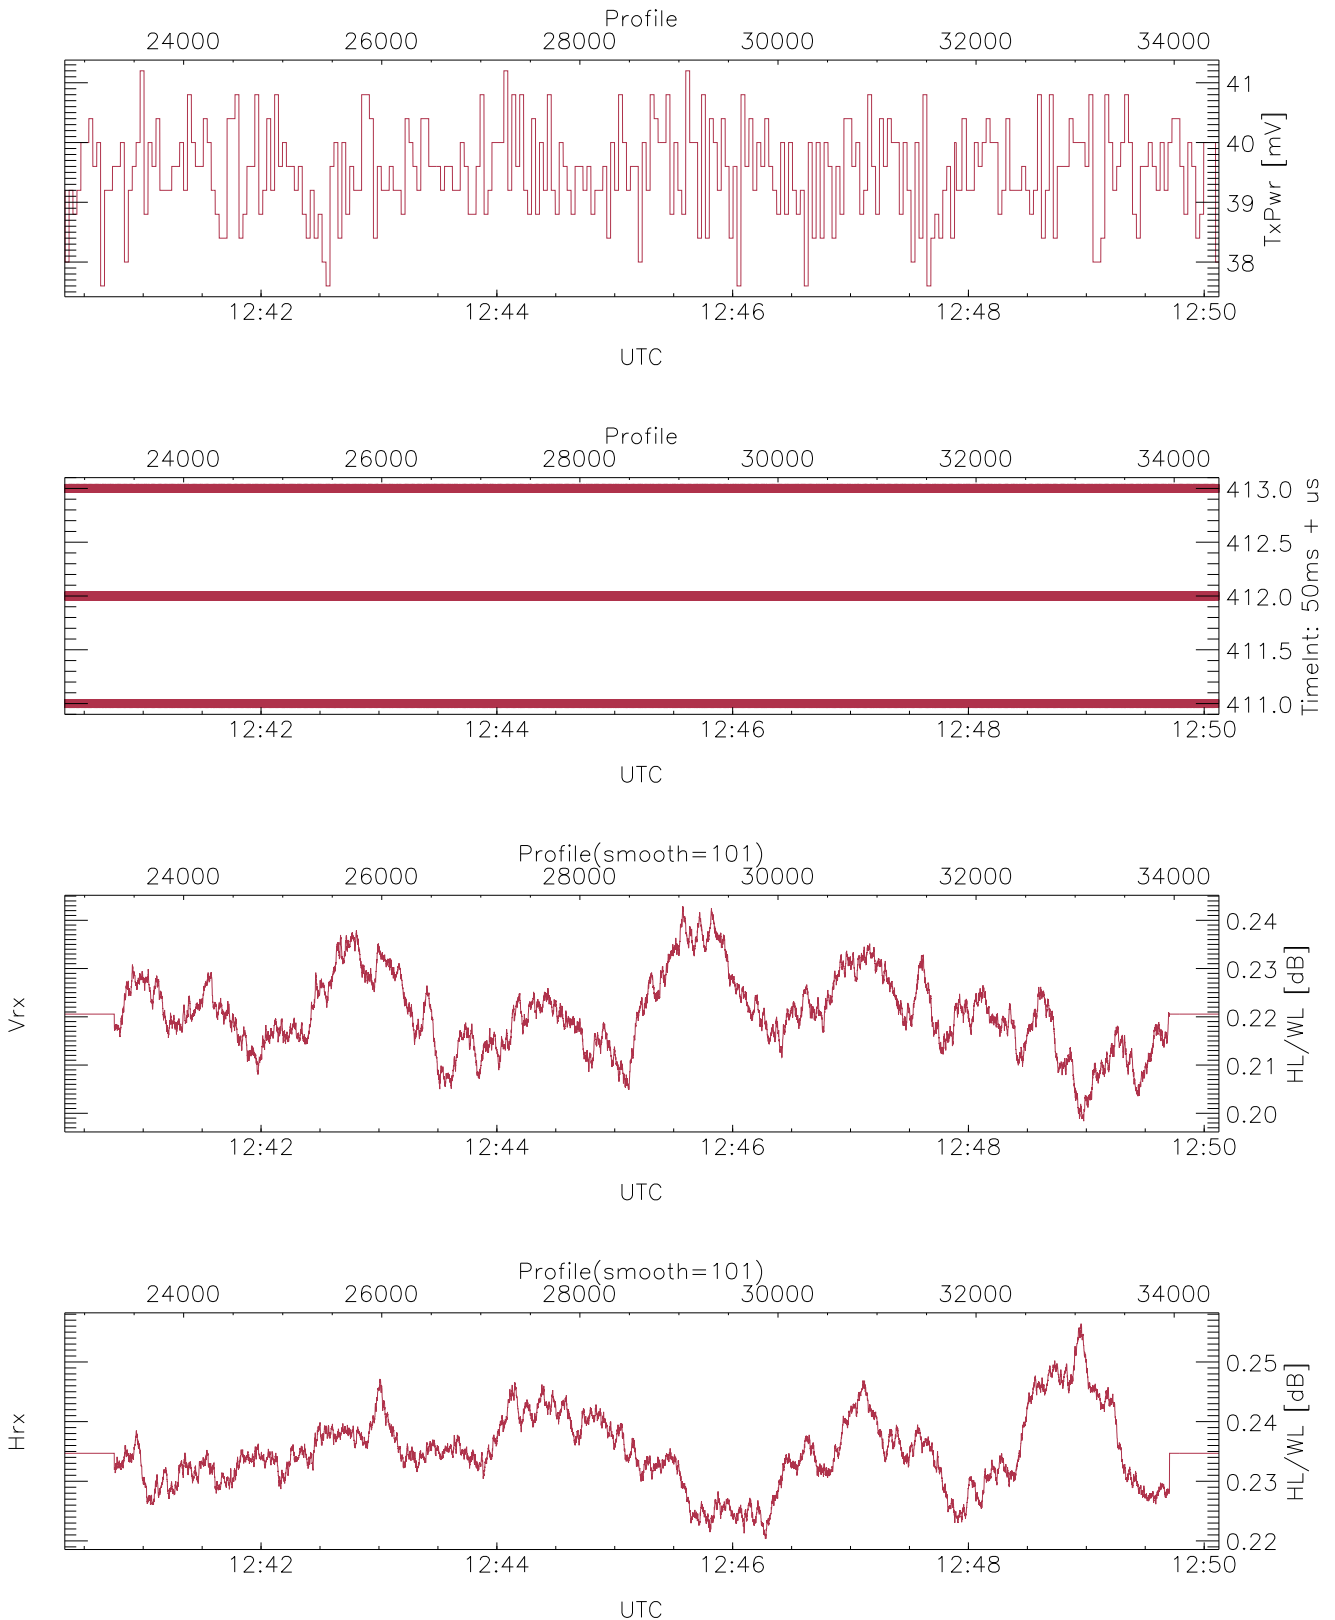 Profile
24000 26000 28000 30000 32000 34000
41
40
39
38
TxPwr [mV]
12:42 12:44 12:46 12:48 12:50
UTC
Profile
24000 26000 28000 30000 32000 34000
413.0
412.5
412.0
411.5
411.0
TimeInt: 50ms + us
12:42 12:44 12:46 12:48 12:50
UTC
Profile(smooth=101)
24000 26000 28000 30000 32000 34000
Vrx
0.24
0.23
0.22
0.21
0.20
HL/WL [dB]
12:42 12:44 12:46 12:48 12:50
UTC
Profile(smooth=101)
24000 26000 28000 30000 32000 34000
Hrx
0.25
0.24
0.23
0.22
HL/WL [dB]
12:42 12:44 12:46 12:48 12:50
UTC